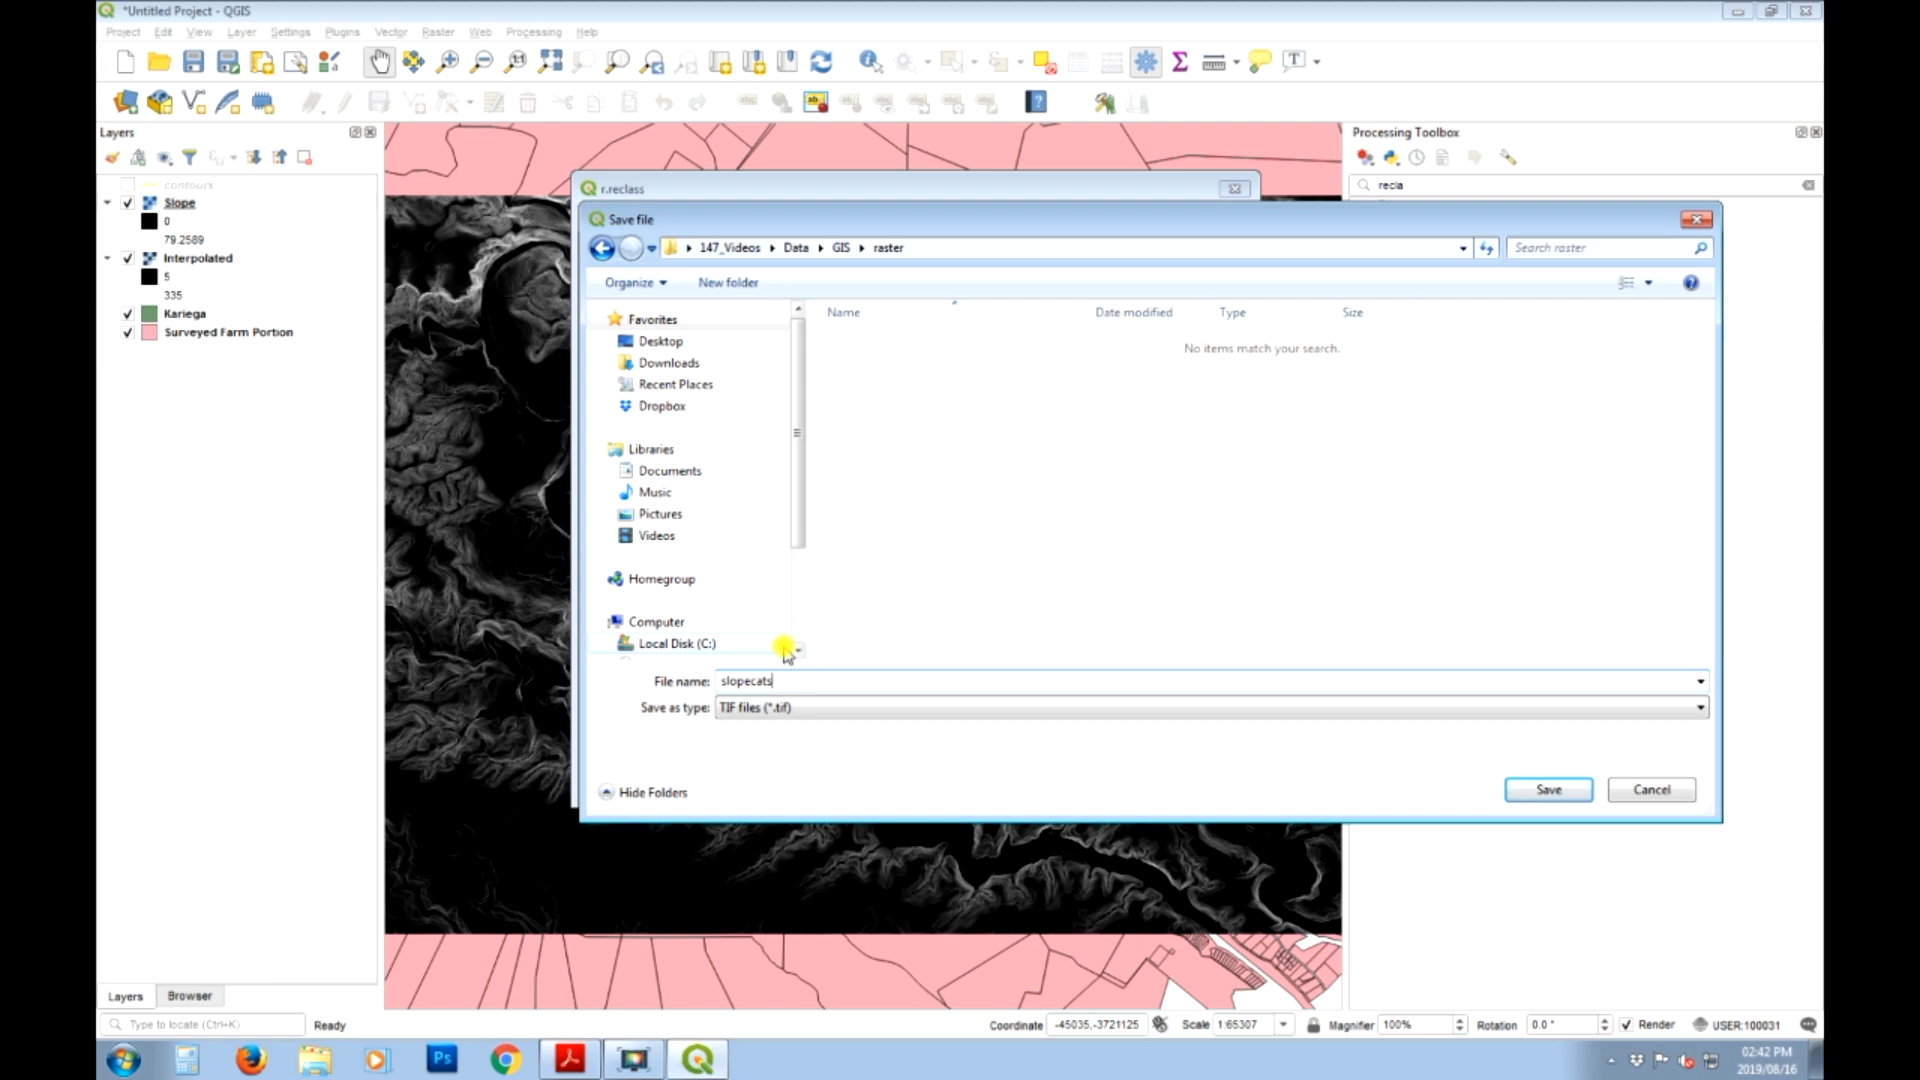 *Untitled Project - QGIS
Project Edit View Layer Settings Plugins Vector Raster Web Processing Help
Layers
contours
Slope
0
79.2589
Interpolated
5
335
Kariega
Surveyed Farm Portion
Layers Browser
r.reclass
Save file
147_Videos Data GIS raster
Search raster
Organize New folder
Name Date modified Type Size
No items match your search.
Favorites
Desktop
Downloads
Recent Places
Dropbox
Libraries
Documents
Music
Pictures
Videos
Homegroup
Computer
Local Disk (C:)
File name: slopecats
Save as type: TIF files (*.tif)
Hide Folders
Save Cancel
Processing Toolbox
recla
Type to locate (Ctrl+K) Ready Coordinate -45035,-3721125 Scale 1:65307 Magnifier 100% Rotation 0.0 ° Render USER:100031
Ps
02:42 PM
2019/08/16